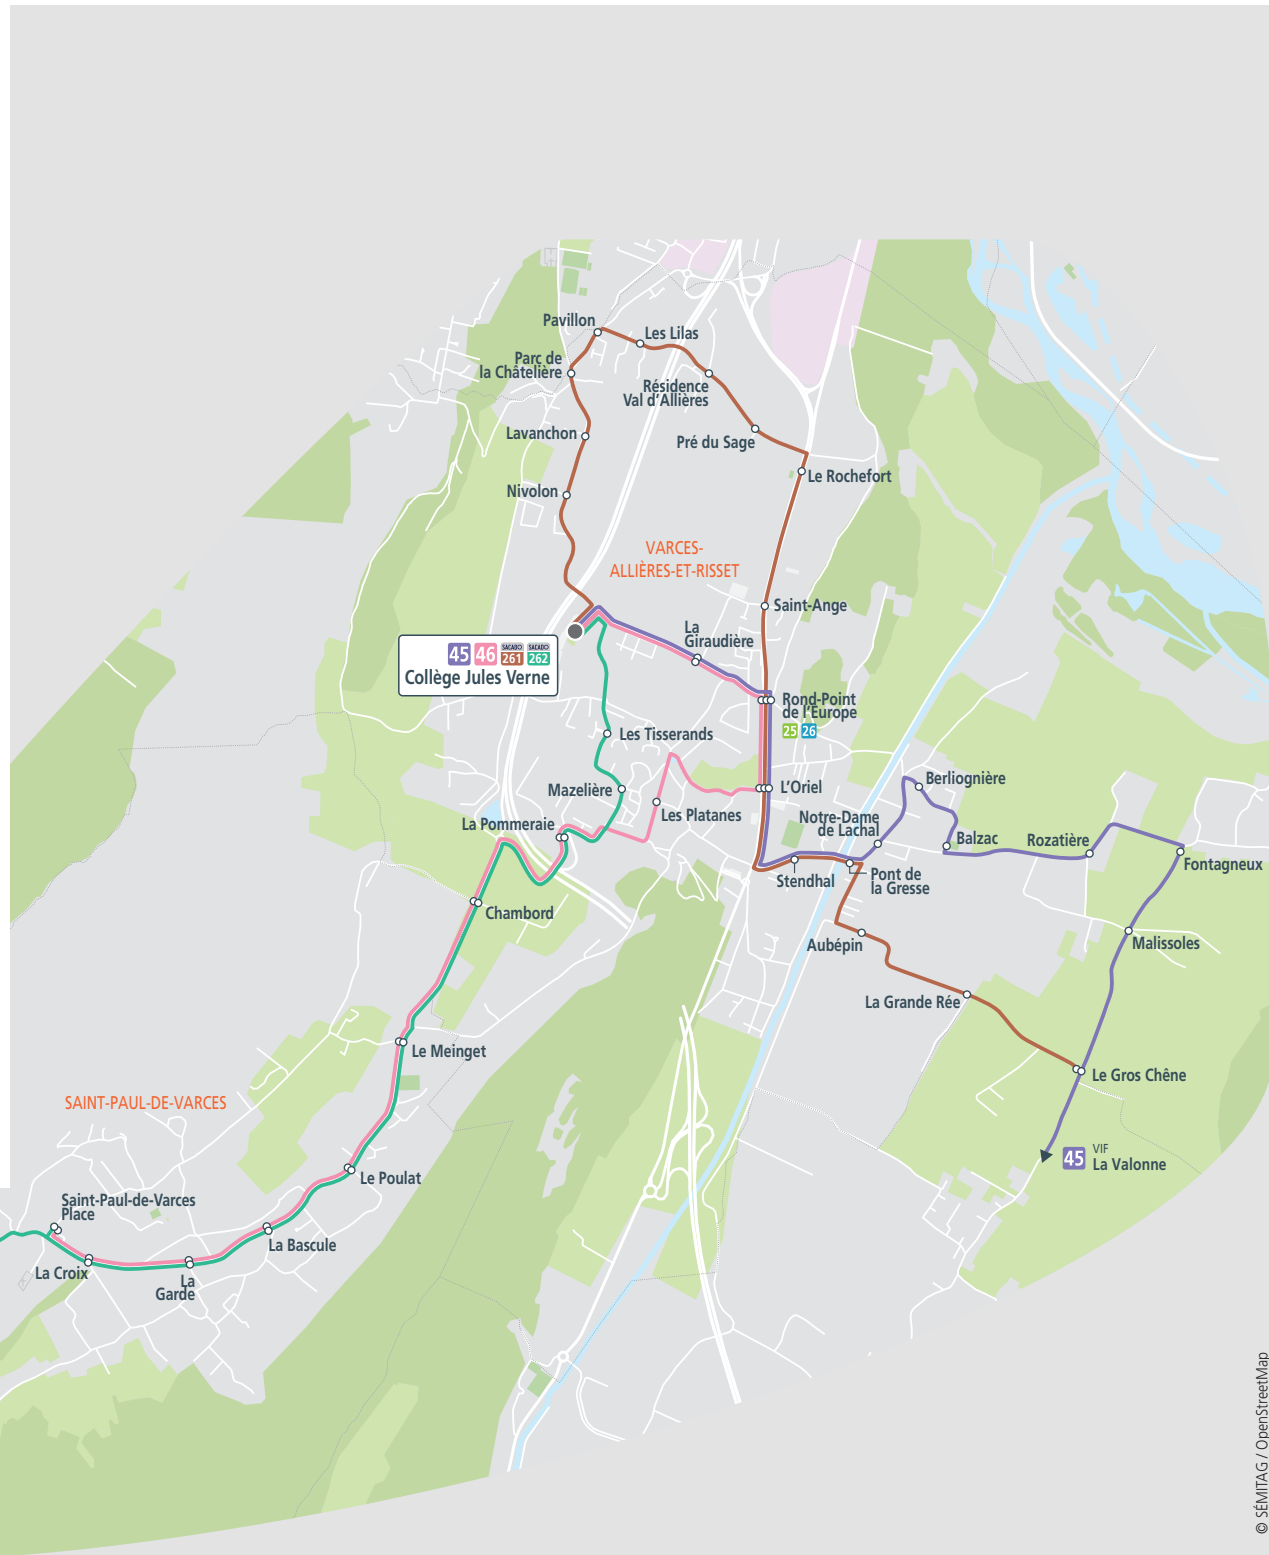 Pavillon
Les Lilas
Parc de
la Châtelière
Résidence
Val d'Allières
Lavanchon
Pré du Sage
Le Rochefort
Nivolon
VARCES-
ALLIÈRES-ET-RISSET
Saint-Ange
La
Giraudière
45 46 SACADO 261 SACADO 262
Collège Jules Verne
Rond-Point
de l'Europe
25 26
Les Tisserands
Berliognière
Mazelière
L'Oriel
Les Platanes
Notre-Dame
de Lachal
La Pommeraie
Balzac
Rozatière
Fontagneux
Stendhal
Pont de
la Gresse
Chambord
Aubépin
Malissoles
La Grande Rée
Le Meinget
Le Gros Chêne
SAINT-PAUL-DE-VARCES
45 VIF
La Valonne
Le Poulat
Saint-Paul-de-Varces
Place
La Bascule
La Croix
La
Garde
© SÉMITAG / OpenStreetMap